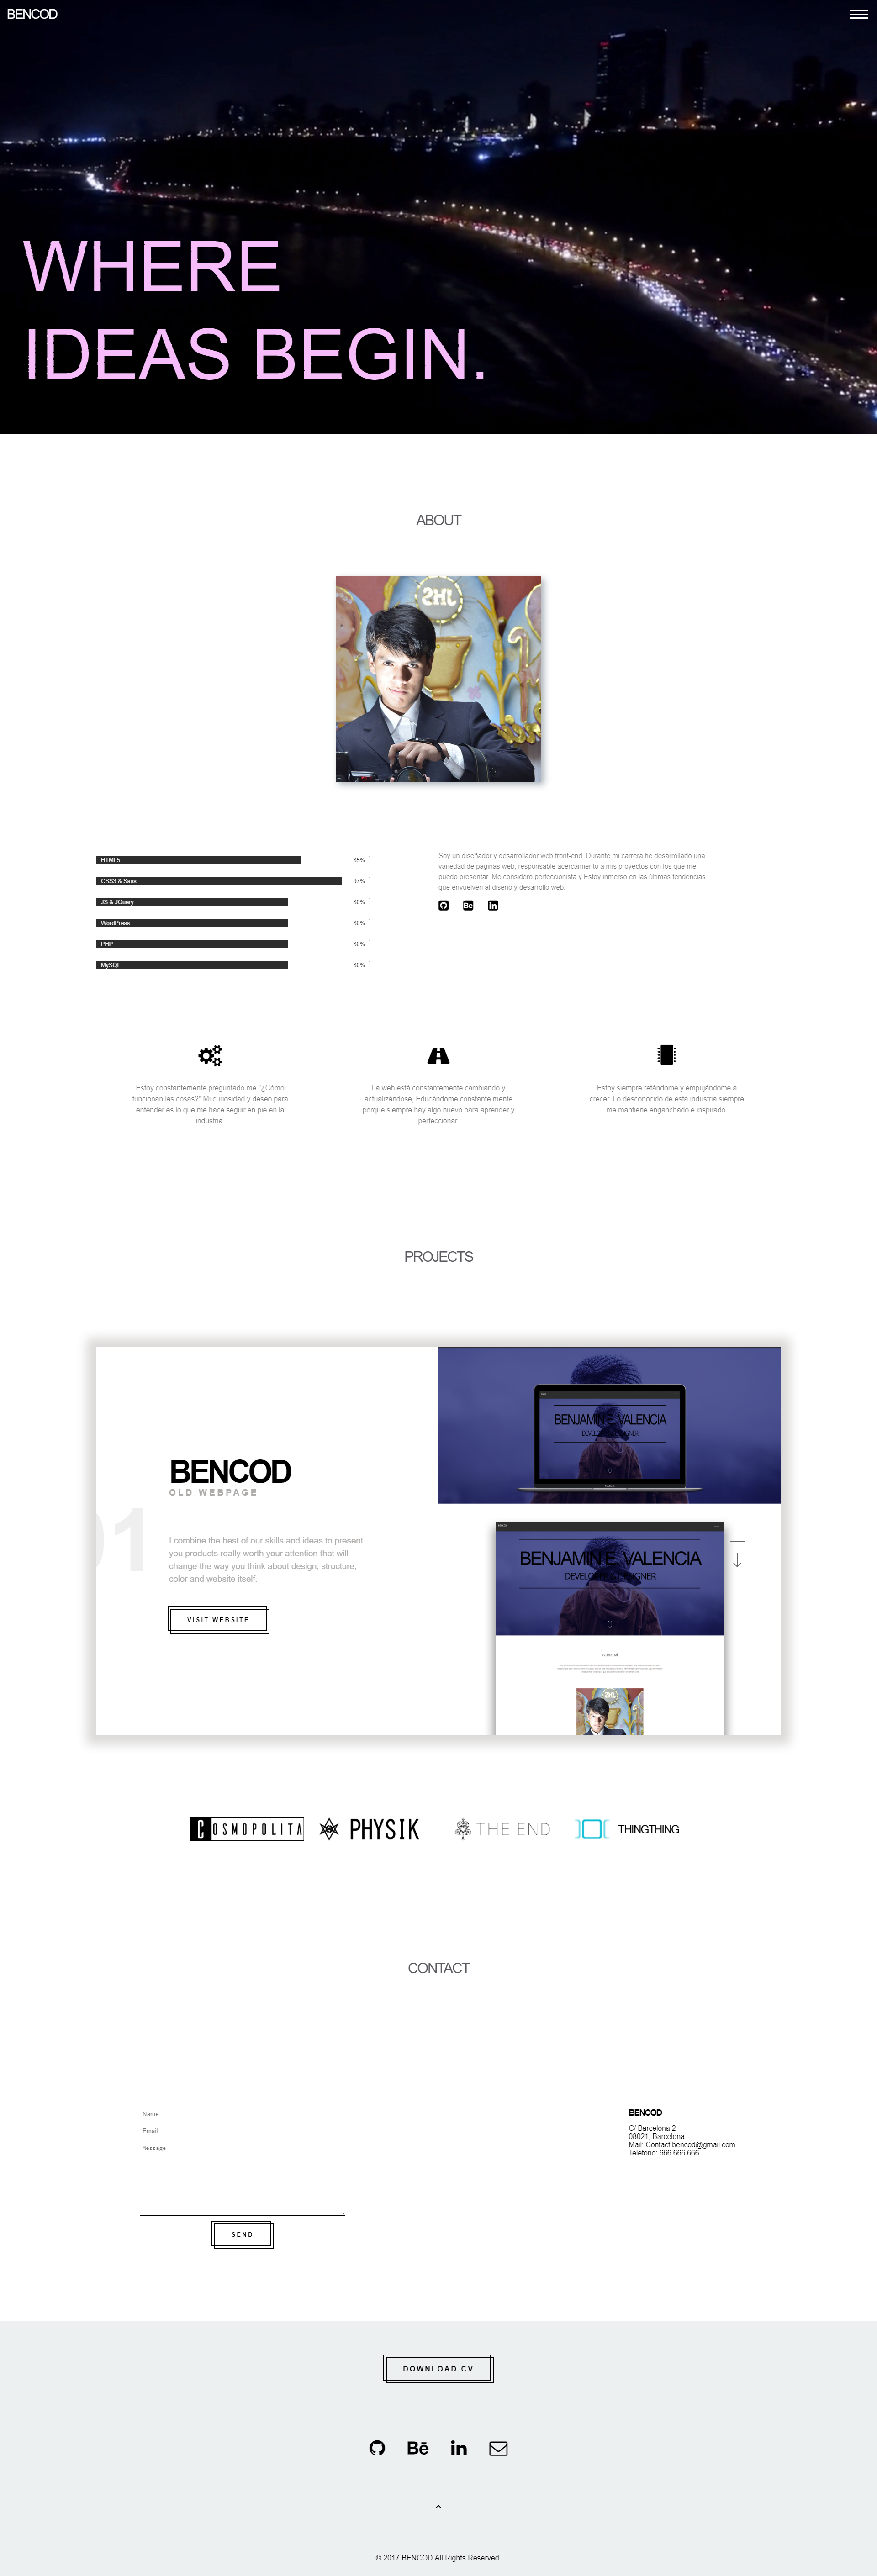 BENCOD
WHERE
IDEAS BEGIN.
ABOUT
SHL
HTML5 85%
CSS3 & Sass 97%
JS & JQuery 80%
WordPress 80%
PHP 80%
MySQL 80%
Soy un diseñador y desarrollador web front-end. Durante mi carrera he desarrollado una
variedad de páginas web, responsable acercamiento a mis proyectos con los que me
puedo presentar. Me considero perfeccionista y Estoy inmerso en las últimas tendencias
que envuelven al diseño y desarrollo web.
Estoy constantemente preguntado me "¿Cómo
funcionan las cosas?" Mi curiosidad y deseo para
entender es lo que me hace seguir en pie en la
industria.
La web está constantemente cambiando y
actualizándose, Educándome constante mente
porque siempre hay algo nuevo para aprender y
perfeccionar.
Estoy siempre retándome y empujándome a
crecer. Lo desconocido de esta industria siempre
me mantiene enganchado e inspirado.
PROJECTS
01
BENCOD
OLD WEBPAGE
I combine the best of our skills and ideas to present
you products really worth your attention that will
change the way you think about design, structure,
color and website itself.
VISIT WEBSITE
BENJAMIN E. VALENCIA
DEVELOPER & DESIGNER
BENJAMIN E. VALENCIA
DEVELOPER & DESIGNER
SOBRE MI
COSMOPOLITA
PHYSIK
THE END
THINGTHING
CONTACT
Name
Email
Message
SEND
BENCOD
C/ Barcelona 2
08021, Barcelona
Mail: Contact.bencod@gmail.com
Telefono: 666.666.666
DOWNLOAD CV
Bē
in
© 2017 BENCOD All Rights Reserved.